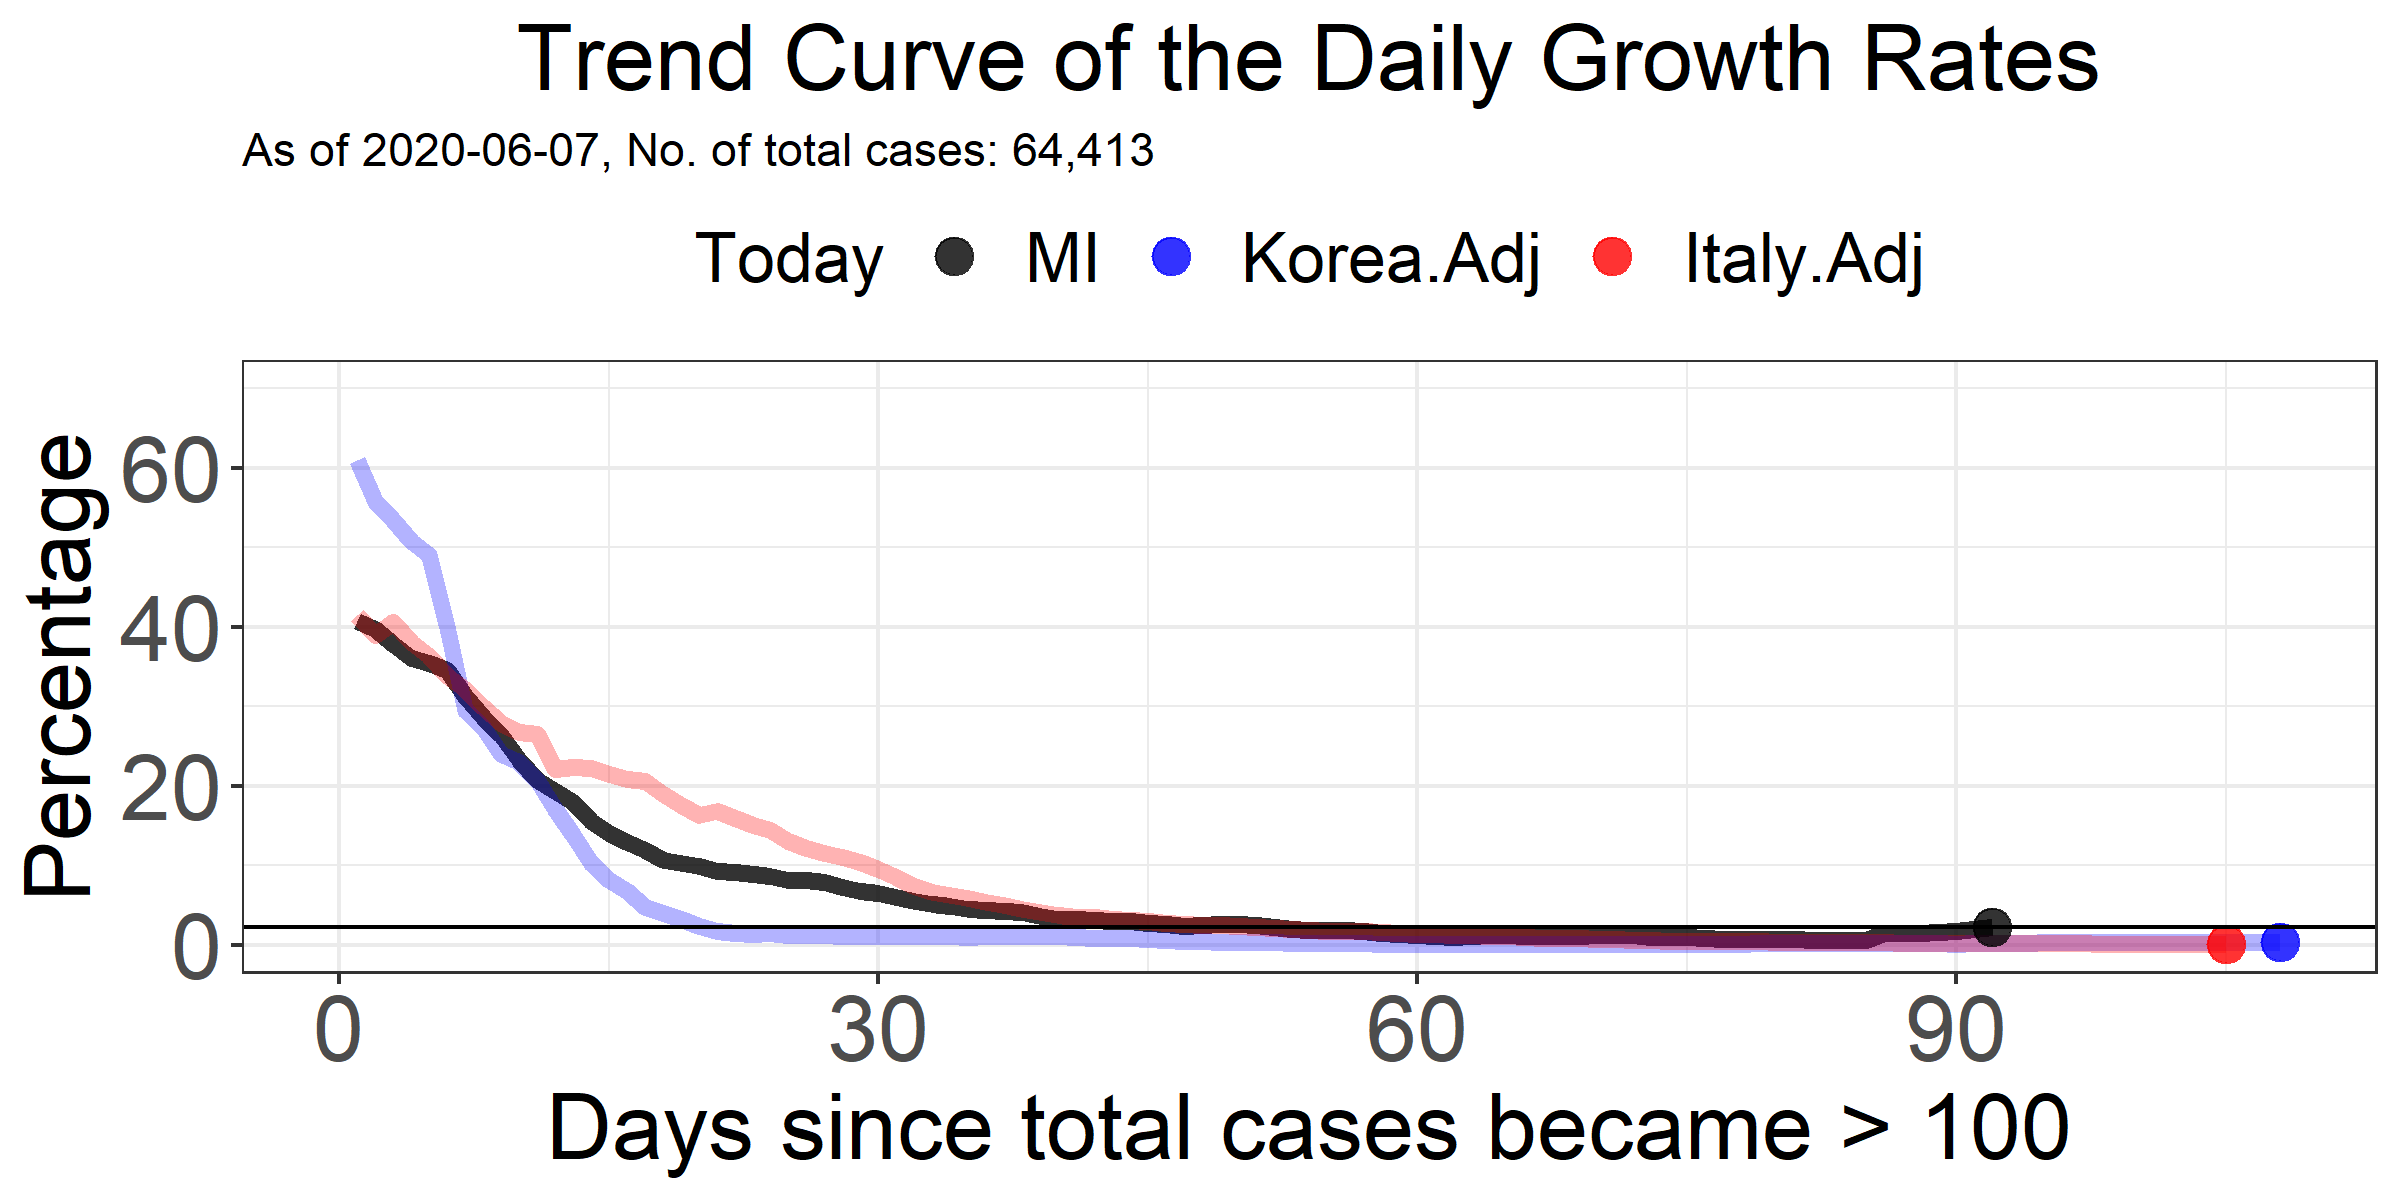 Trend Curve of the Daily Growth Rates
As of 2020-06-07, No. of total cases: 64,413
Today MI Korea.Adj Italy.Adj
Percentage
60
40
20
0
0 30 60 90
Days since total cases became > 100